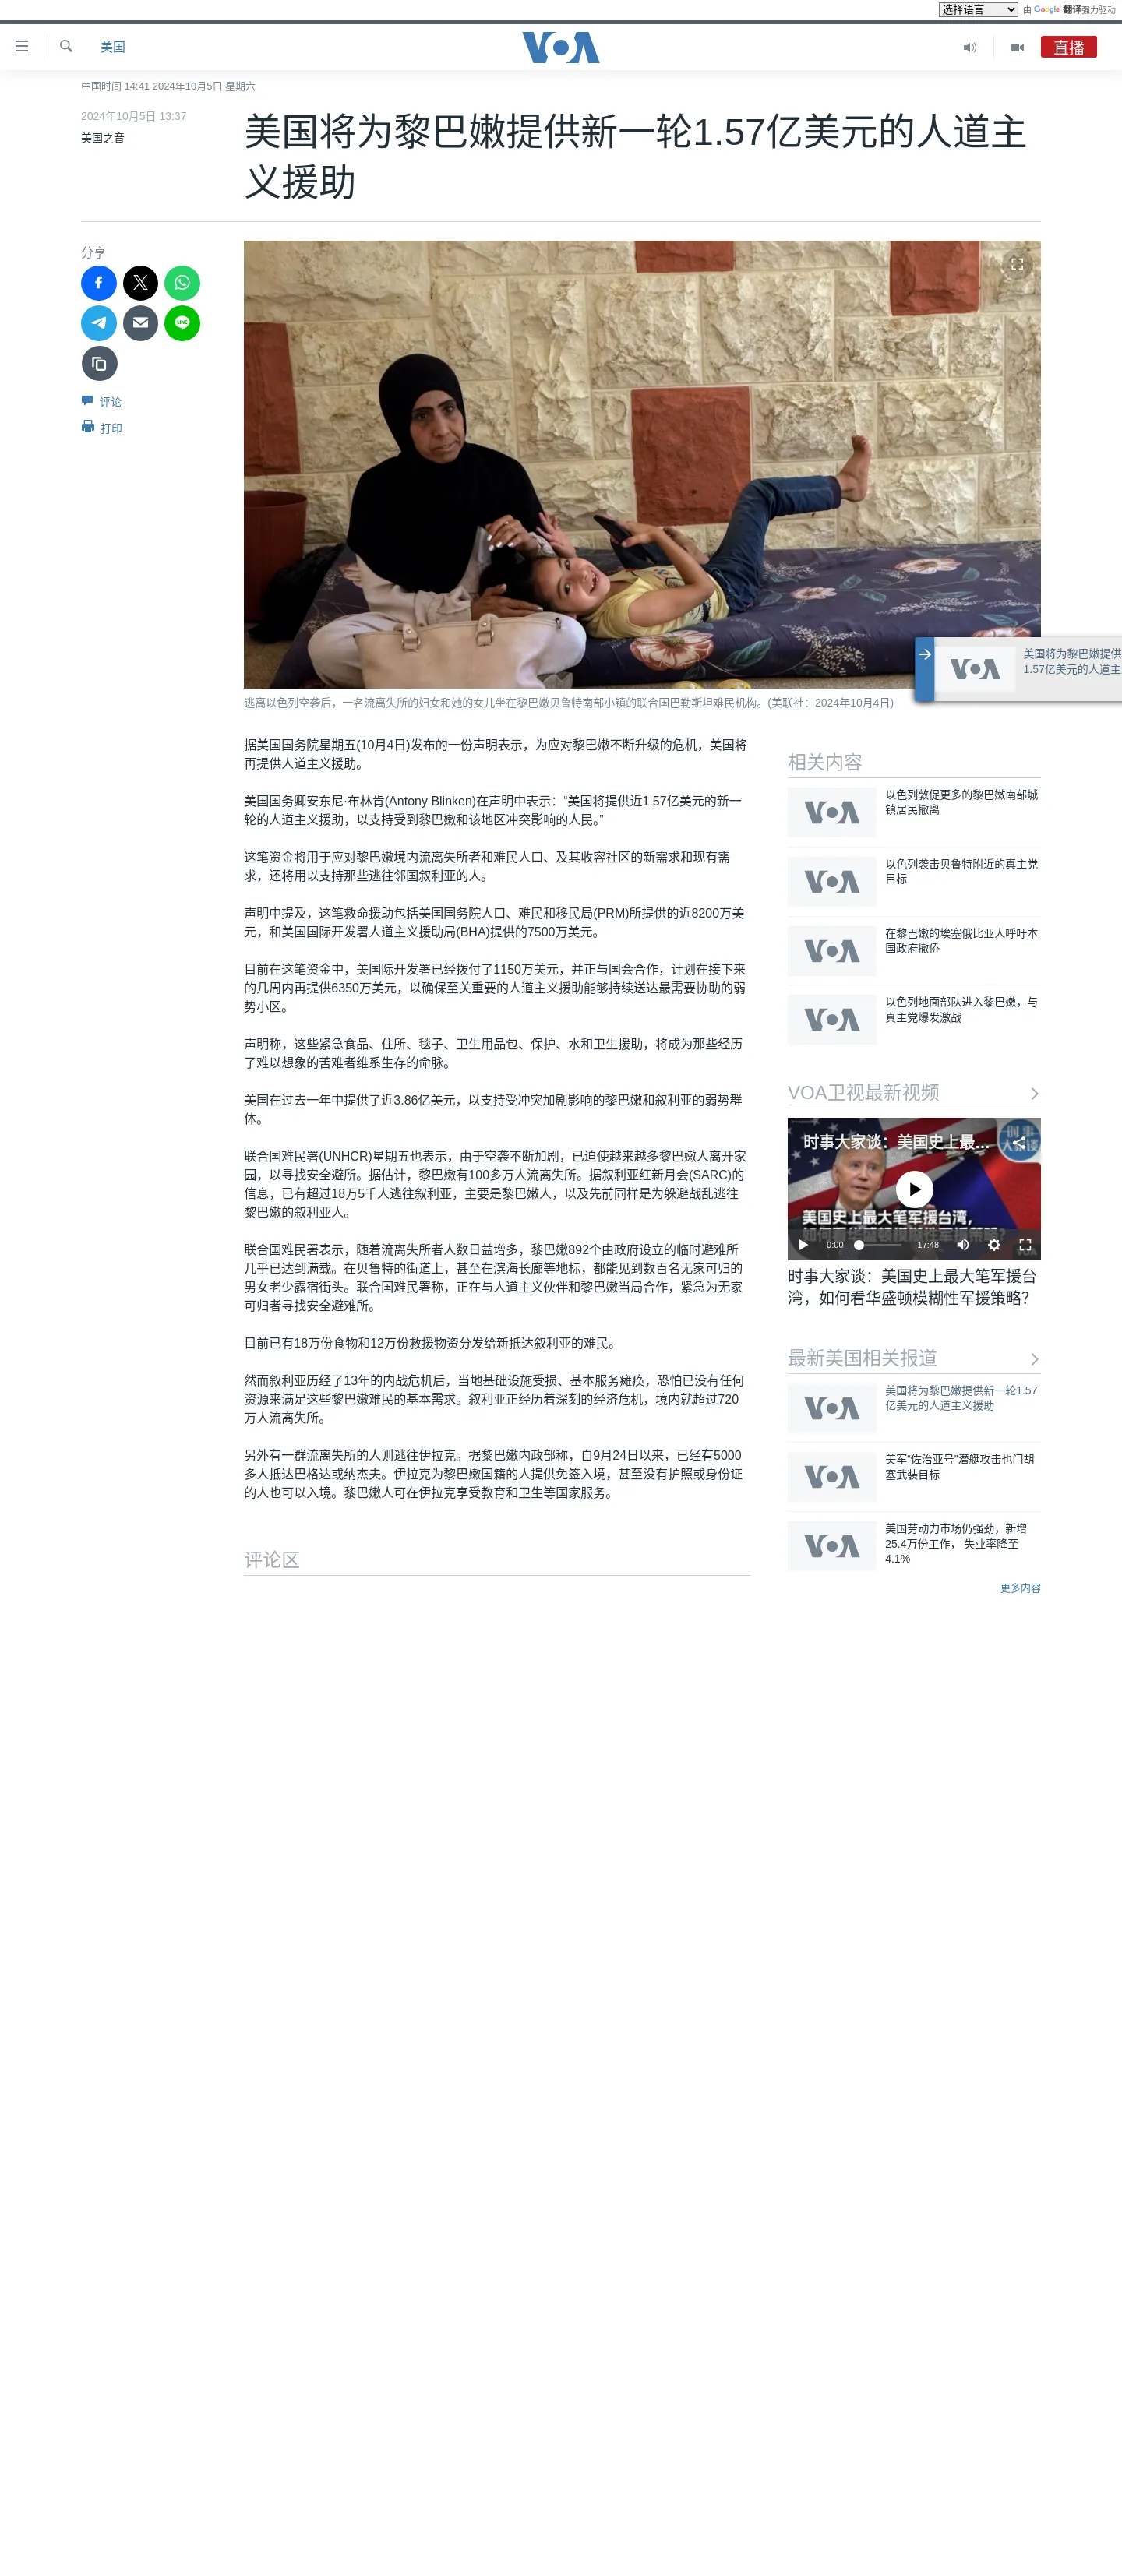 选择语言 由 Google 翻译强力驱动
美国
VOA
直播
中国时间 14:41 2024年10月5日 星期六
2024年10月5日 13:37
美国之音
美国将为黎巴嫩提供新一轮1.57亿美元的人道主
义援助
分享
LINE
评论
打印
逃离以色列空袭后，一名流离失所的妇女和她的女儿坐在黎巴嫩贝鲁特南部小镇的联合国巴勒斯坦难民机构。(美联社：2024年10月4日)
VOA
美国将为黎巴嫩提供
1.57亿美元的人道主
据美国国务院星期五(10月4日)发布的一份声明表示，为应对黎巴嫩不断升级的危机，美国将
再提供人道主义援助。
美国国务卿安东尼·布林肯(Antony Blinken)在声明中表示：“美国将提供近1.57亿美元的新一
轮的人道主义援助，以支持受到黎巴嫩和该地区冲突影响的人民。”
这笔资金将用于应对黎巴嫩境内流离失所者和难民人口、及其收容社区的新需求和现有需
求，还将用以支持那些逃往邻国叙利亚的人。
声明中提及，这笔救命援助包括美国国务院人口、难民和移民局(PRM)所提供的近8200万美
元，和美国国际开发署人道主义援助局(BHA)提供的7500万美元。
目前在这笔资金中，美国际开发署已经拨付了1150万美元，并正与国会合作，计划在接下来
的几周内再提供6350万美元，以确保至关重要的人道主义援助能够持续送达最需要协助的弱
势小区。
声明称，这些紧急食品、住所、毯子、卫生用品包、保护、水和卫生援助，将成为那些经历
了难以想象的苦难者维系生存的命脉。
美国在过去一年中提供了近3.86亿美元，以支持受冲突加剧影响的黎巴嫩和叙利亚的弱势群
体。
联合国难民署(UNHCR)星期五也表示，由于空袭不断加剧，已迫使越来越多黎巴嫩人离开家
园，以寻找安全避所。据估计，黎巴嫩有100多万人流离失所。据叙利亚红新月会(SARC)的
信息，已有超过18万5千人逃往叙利亚，主要是黎巴嫩人，以及先前同样是为躲避战乱逃往
黎巴嫩的叙利亚人。
联合国难民署表示，随着流离失所者人数日益增多，黎巴嫩892个由政府设立的临时避难所
几乎已达到满载。在贝鲁特的街道上，甚至在滨海长廊等地标，都能见到数百名无家可归的
男女老少露宿街头。联合国难民署称，正在与人道主义伙伴和黎巴嫩当局合作，紧急为无家
可归者寻找安全避难所。
目前已有18万份食物和12万份救援物资分发给新抵达叙利亚的难民。
然而叙利亚历经了13年的内战危机后，当地基础设施受损、基本服务瘫痪，恐怕已没有任何
资源来满足这些黎巴嫩难民的基本需求。叙利亚正经历着深刻的经济危机，境内就超过720
万人流离失所。
另外有一群流离失所的人则逃往伊拉克。据黎巴嫩内政部称，自9月24日以来，已经有5000
多人抵达巴格达或纳杰夫。伊拉克为黎巴嫩国籍的人提供免签入境，甚至没有护照或身份证
的人也可以入境。黎巴嫩人可在伊拉克享受教育和卫生等国家服务。
评论区
相关内容
VOA
以色列敦促更多的黎巴嫩南部城
镇居民撤离
VOA
以色列袭击贝鲁特附近的真主党
目标
VOA
在黎巴嫩的埃塞俄比亚人呼吁本
国政府撤侨
VOA
以色列地面部队进入黎巴嫩，与
真主党爆发激战
VOA卫视最新视频
时事大家谈：美国史上最...
美国史上最大笔军援台湾，
0:00 17:48
时事大家谈：美国史上最大笔军援台
湾，如何看华盛顿模糊性军援策略？
最新美国相关报道
VOA
美国将为黎巴嫩提供新一轮1.57
亿美元的人道主义援助
VOA
美军“佐治亚号”潜艇攻击也门胡
塞武装目标
VOA
美国劳动力市场仍强劲，新增
25.4万份工作， 失业率降至
4.1%
更多内容